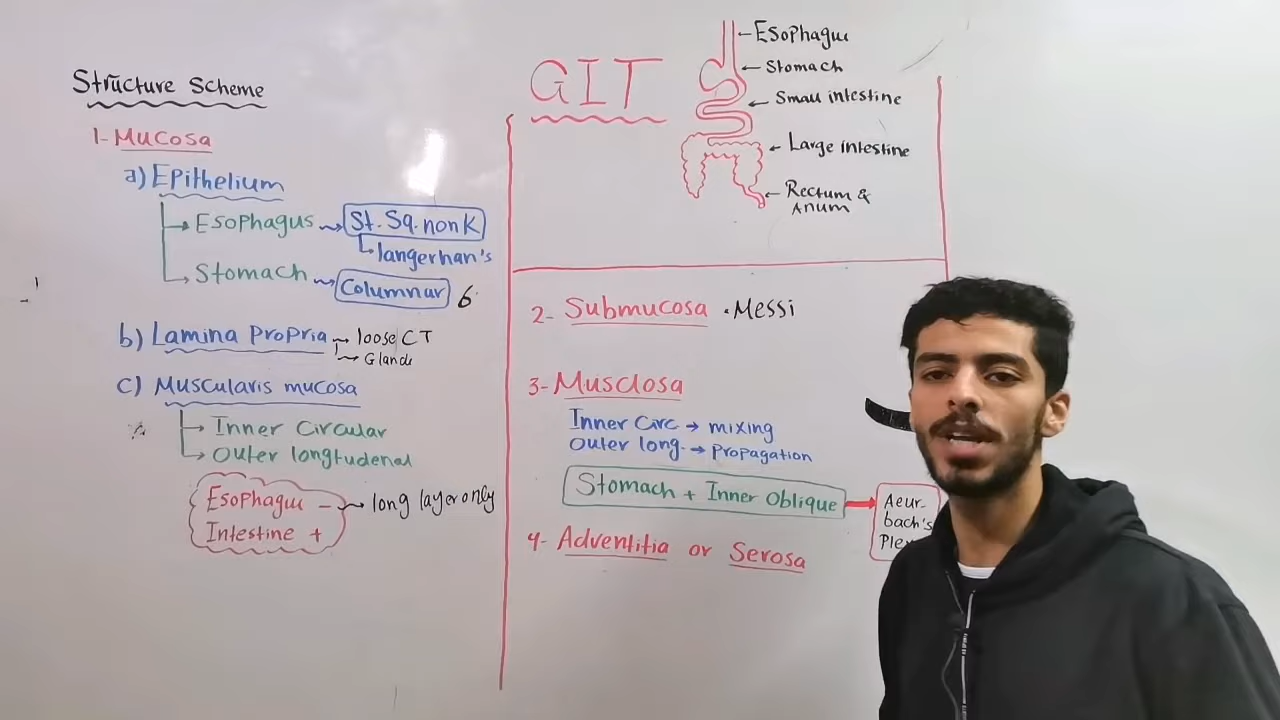 Structure Scheme
1- Mucosa
a) Epithelium
Esophagus
St. Sq. non K
langerhan's
Stomach
Columnar 6
b) Lamina Propria
loose CT
Glands
c) Muscularis mucosa
Inner Circular
Outer longtudenal
Esophagus -
long layer only
Intestine +
GIT
Esophagus
Stomach
Small intestine
Large intestine
Rectum &
Anum
2- Submucosa • Messi
3- Musclosa
Inner Circ → mixing
Outer long. → Propagation
Stomach + Inner Oblique
Aeur-
bach's
4- Adventitia or Serosa